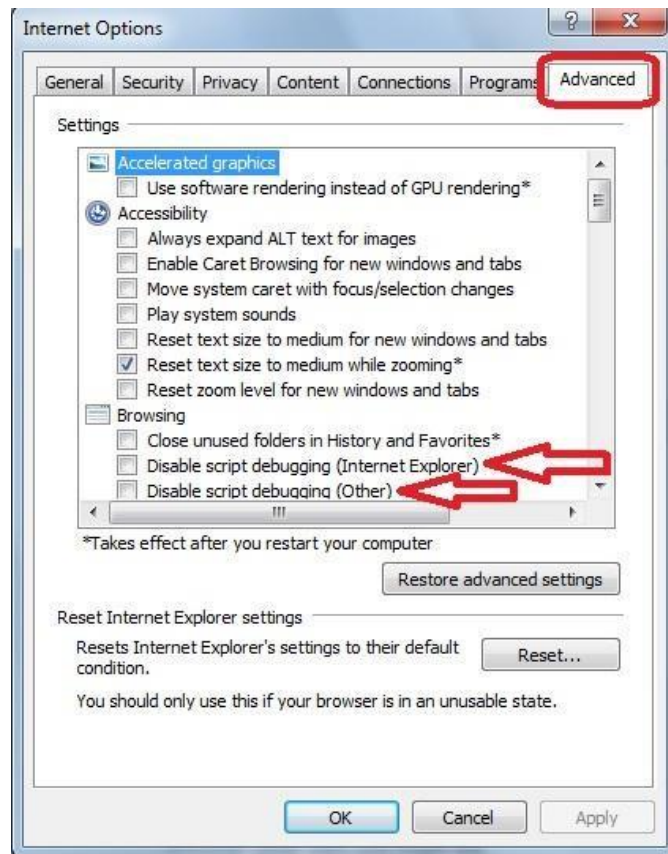 Internet Options
General Security Privacy Content Connections Programs Advanced
Settings
Accelerated graphics
Use software rendering instead of GPU rendering*
Accessibility
Always expand ALT text for images
Enable Caret Browsing for new windows and tabs
Move system caret with focus/selection changes
Play system sounds
Reset text size to medium for new windows and tabs
Reset text size to medium while zooming*
Reset zoom level for new windows and tabs
Browsing
Close unused folders in History and Favorites*
Disable script debugging (Internet Explorer)
Disable script debugging (Other)
*Takes effect after you restart your computer
Restore advanced settings
Reset Internet Explorer settings
Resets Internet Explorer's settings to their default
condition.
Reset...
You should only use this if your browser is in an unusable state.
OK Cancel Apply